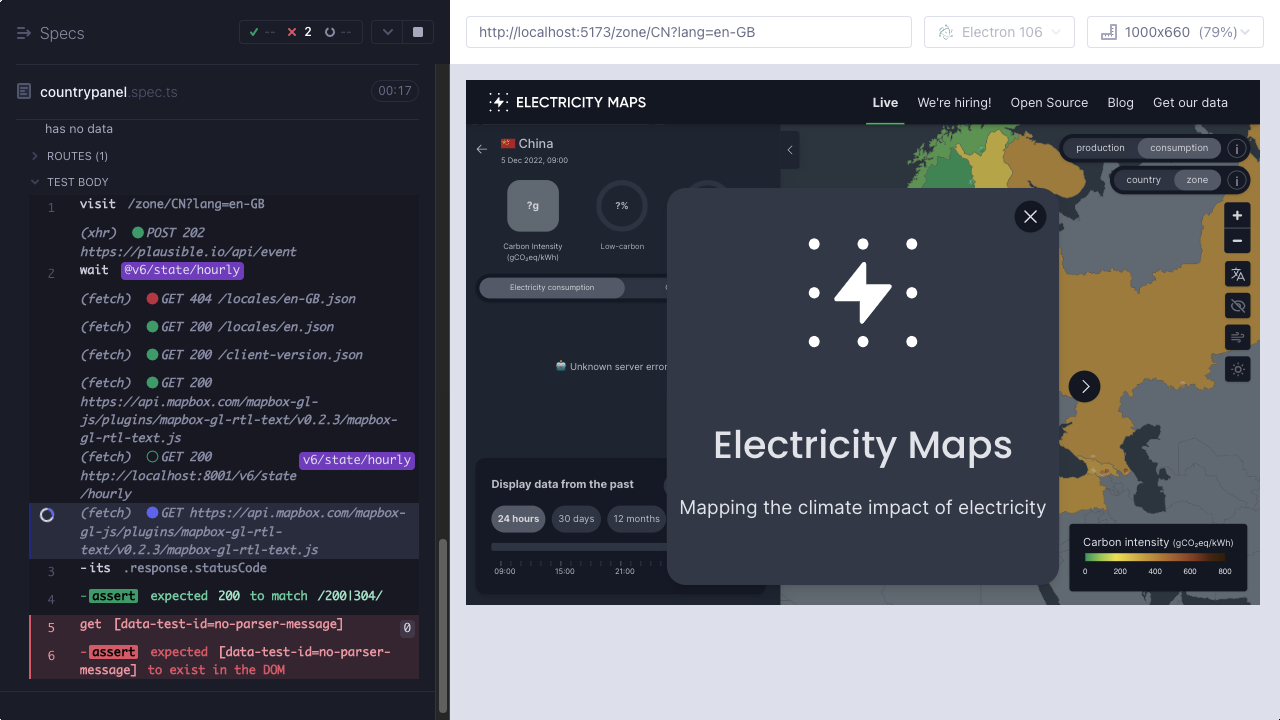 Specs
-- 2 --
countrypanel.spec.ts 00:17
has no data
ROUTES (1)
TEST BODY
1 visit /zone/CN?lang=en-GB
(xhr) POST 202
https://plausible.io/api/event
2 wait @v6/state/hourly
(fetch) GET 404 /locales/en-GB.json
(fetch) GET 200 /locales/en.json
(fetch) GET 200 /client-version.json
(fetch) GET 200
https://api.mapbox.com/mapbox-gl-
js/plugins/mapbox-gl-rtl-text/v0.2.3/mapbox-
gl-rtl-text.js
(fetch) GET 200 v6/state/hourly
http://localhost:8001/v6/state
/hourly
(fetch) GET https://api.mapbox.com/mapbox-
gl-js/plugins/mapbox-gl-rtl-
text/v0.2.3/mapbox-gl-rtl-text.js
3 -its .response.statusCode
4 -assert expected 200 to match /200|304/
5 get [data-test-id=no-parser-message] 0
6 -assert expected [data-test-id=no-parser-
message] to exist in the DOM
http://localhost:5173/zone/CN?lang=en-GB
Electron 106
1000x660 (79%)
ELECTRICITY MAPS
Live We're hiring! Open Source Blog Get our data
China
5 Dec 2022, 09:00
?g ?%
Carbon Intensity
(gCO₂eq/kWh)
Low-carbon
Electricity consumption
Unknown server error
Display data from the past
24 hours 30 days 12 months
09:00 15:00 21:00
production consumption i
country zone i
+
−
Electricity Maps
Mapping the climate impact of electricity
Carbon intensity (gCO₂eq/kWh)
0 200 400 600 800